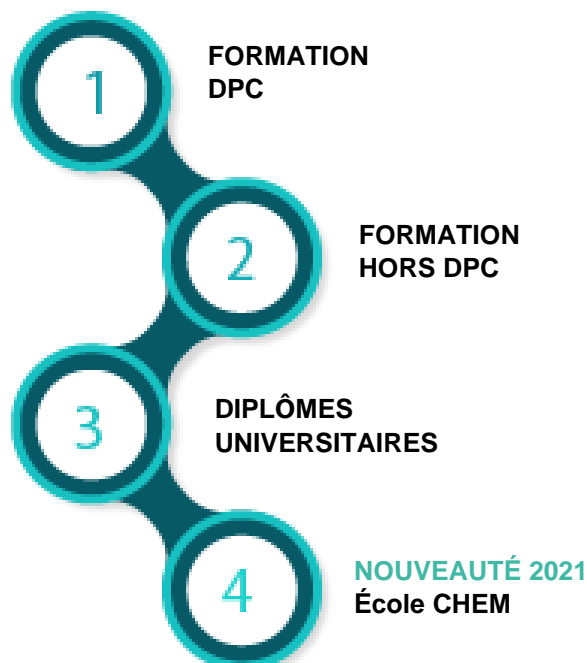 1
FORMATION
DPC
2
FORMATION
HORS DPC
3
DIPLÔMES
UNIVERSITAIRES
4
NOUVEAUTÉ 2021
École CHEM